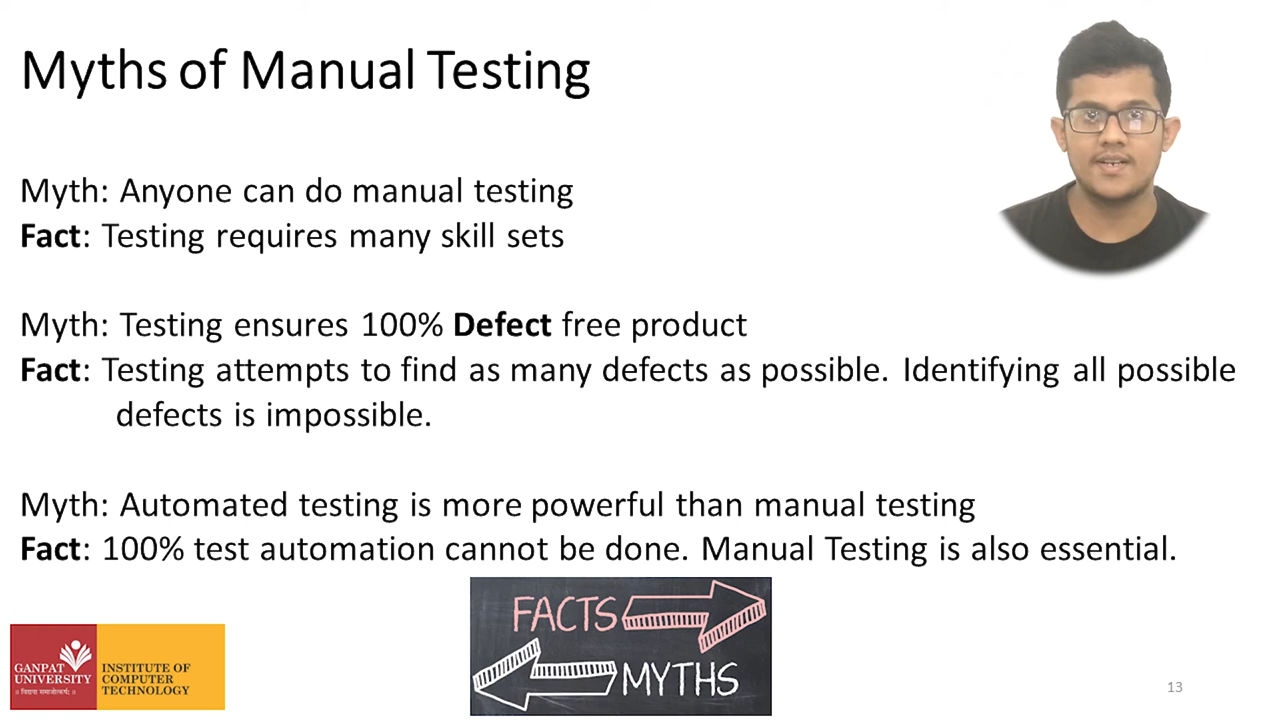 Myths of Manual Testing
Myth: Anyone can do manual testing
Fact: Testing requires many skill sets
Myth: Testing ensures 100% Defect free product
Fact: Testing attempts to find as many defects as possible. Identifying all possible
defects is impossible.
Myth: Automated testing is more powerful than manual testing
Fact: 100% test automation cannot be done. Manual Testing is also essential.
FACTS
MYTHS
GANPAT
UNIVERSITY
॥ विद्यया समाजोत्कर्षः ॥
INSTITUTE OF
COMPUTER
TECHNOLOGY
13